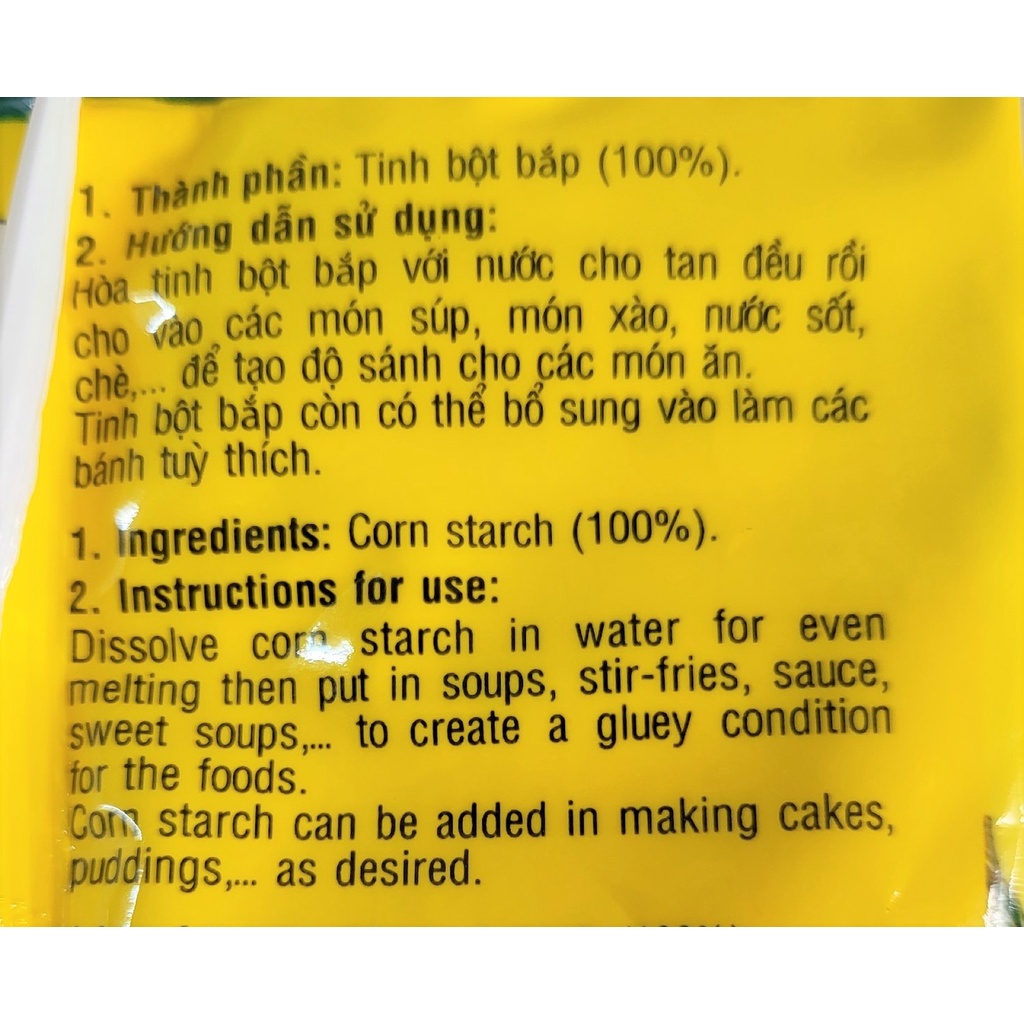 1. Thành phần: Tinh bột bắp (100%).
2. Hướng dẫn sử dụng:
Hòa tinh bột bắp với nước cho tan đều rồi
cho vào các món súp, món xào, nước sốt,
chè,... để tạo độ sánh cho các món ăn.
Tinh bột bắp còn có thể bổ sung vào làm các
bánh tuỳ thích.
1. Ingredients: Corn starch (100%).
2. Instructions for use:
Dissolve corn starch in water for even
melting then put in soups, stir-fries, sauce,
sweet soups,... to create a gluey condition
for the foods.
Corn starch can be added in making cakes,
puddings,... as desired.